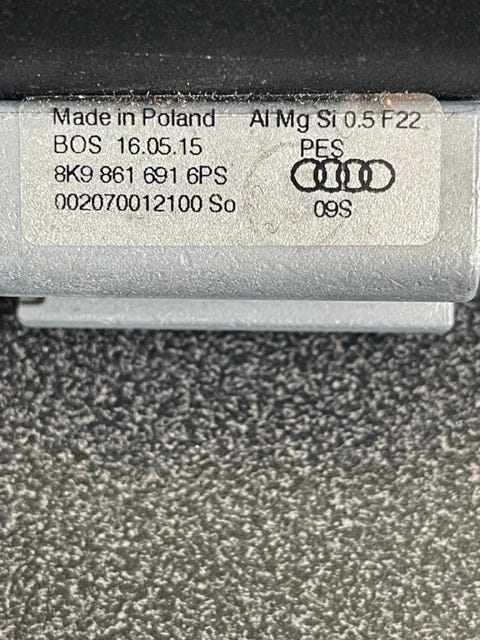 Made in Poland Al Mg Si 0.5 F22
BOS 16.05.15 PES
8K9 861 691 6PS
002070012100 So 09S